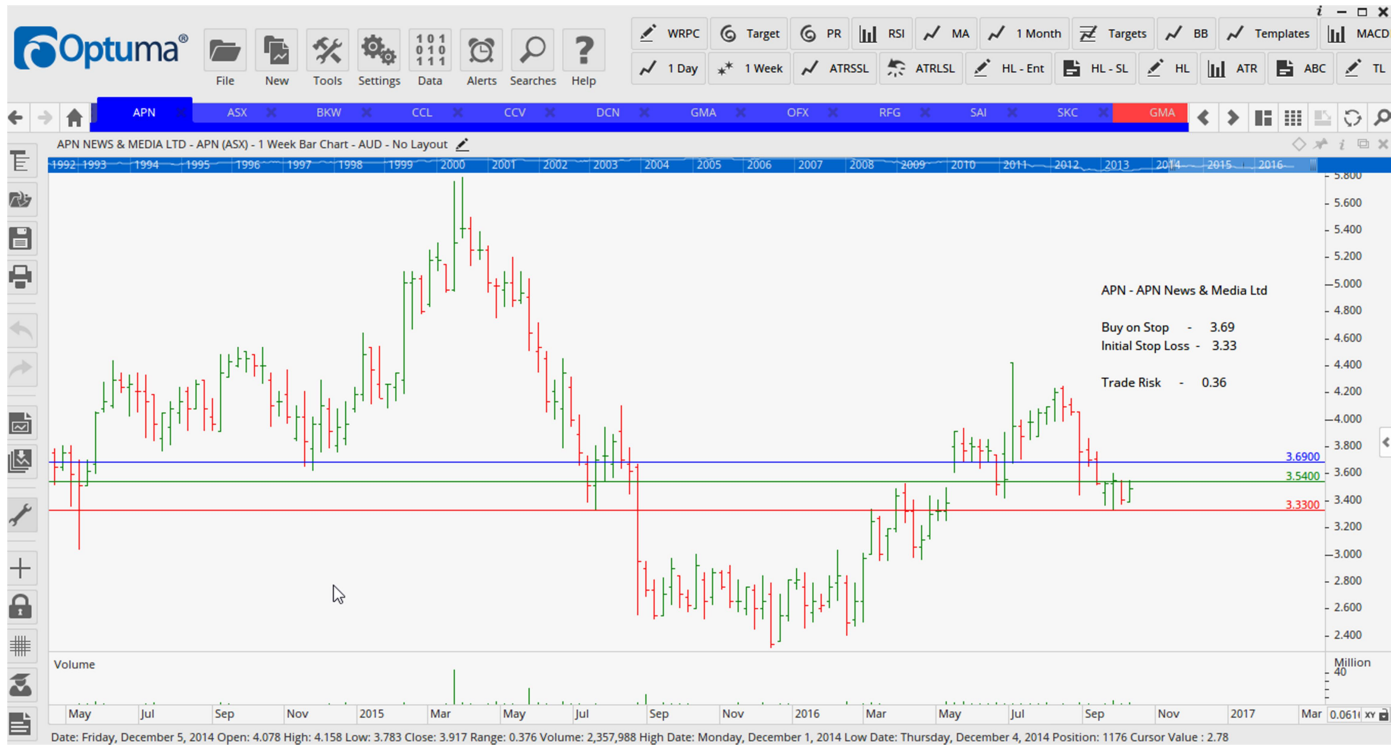 Optuma®
File New Tools Settings Data Alerts Searches Help
WRPC Target PR RSI MA 1 Month Targets BB Templates MACD
1 Day 1 Week ATRSSL ATRLSL HL - Ent HL - SL HL ATR ABC TL
APN ASX BKW CCL CCV DCN GMA OFX RFG SAI SKC GMA
APN NEWS & MEDIA LTD - APN (ASX) - 1 Week Bar Chart - AUD - No Layout
1992 1993 1994 1995 1996 1997 1998 1999 2000 2001 2002 2003 2004 2005 2006 2007 2008 2009 2010 2011 2012 2013 2014 2015 2016
5.800
5.600
5.400
5.200
5.000
4.800
4.600
4.400
4.200
4.000
3.800
3.600
3.400
3.200
3.000
2.800
2.600
2.400
APN - APN News & Media Ltd
Buy on Stop - 3.69
Initial Stop Loss - 3.33
Trade Risk - 0.36
3.6900
3.5400
3.3300
Volume
Million
40
May Jul Sep Nov 2015 Mar May Jul Sep Nov 2016 Mar May Jul Sep Nov 2017 Mar 0.061 XY
Date: Friday, December 5, 2014 Open: 4.078 High: 4.158 Low: 3.783 Close: 3.917 Range: 0.376 Volume: 2,357,988 High Date: Monday, December 1, 2014 Low Date: Thursday, December 4, 2014 Position: 1176 Cursor Value : 2.78